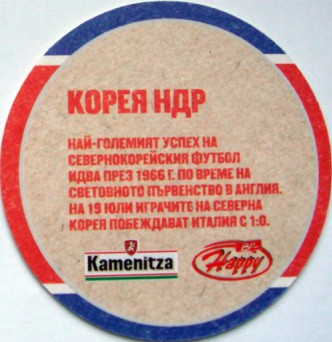 КОРЕЯ НДР
НАЙ-ГОЛЕМИЯТ УСПЕХ НА
СЕВЕРНОКОРЕЙСКИЯ ФУТБОЛ
ИДВА ПРЕЗ 1966 Г. ПО ВРЕМЕ НА
СВЕТОВНОТО ПЪРВЕНСТВО В АНГЛИЯ.
НА 19 ЮЛИ ИГРАЧИТЕ НА СЕВЕРНА
КОРЕЯ ПОБЕЖДАВАТ ИТАЛИЯ С 1:0.
Kamenitza
Happy